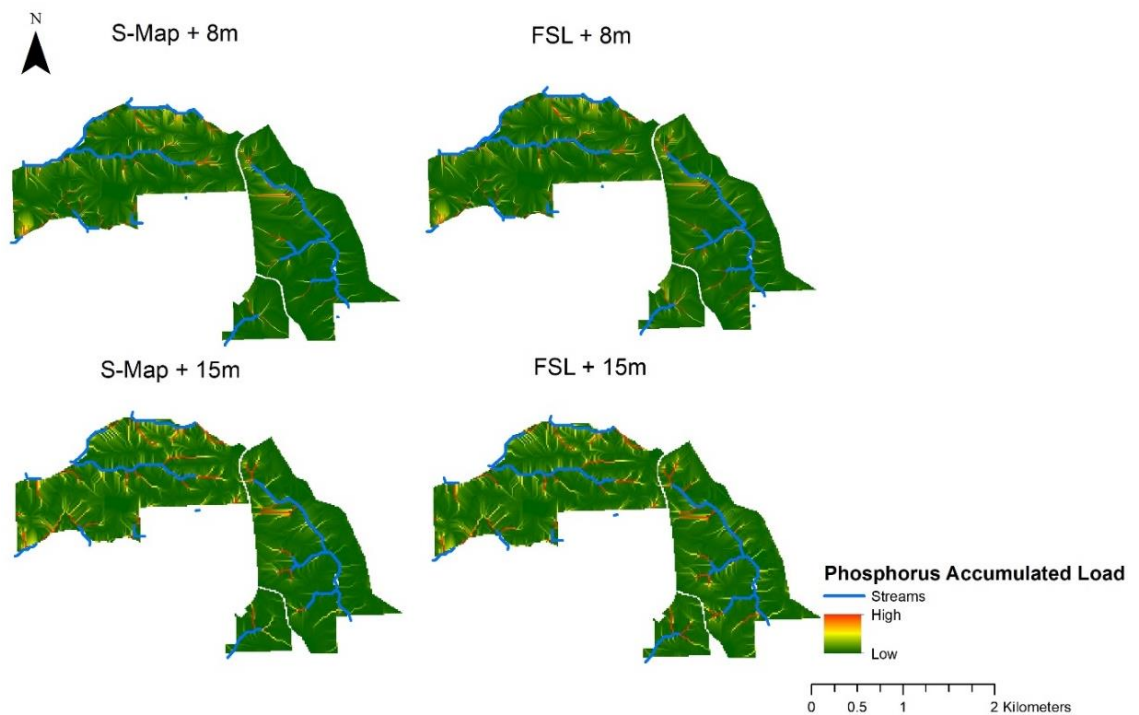 N
S-Map + 8m
FSL + 8m
S-Map + 15m
FSL + 15m
Phosphorus Accumulated Load
Streams
High
Low
0 0.5 1 2 Kilometers